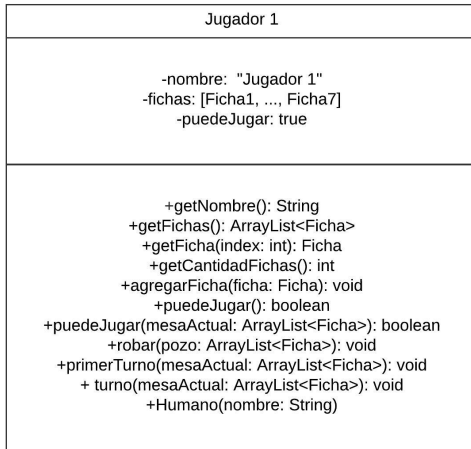 Jugador 1
-nombre: "Jugador 1"
-fichas: [Ficha1, ..., Ficha7]
-puedeJugar: true
+getNombre(): String
+getFichas(): ArrayList<Ficha>
+getFicha(index: int): Ficha
+getCantidadFichas(): int
+agregarFicha(ficha: Ficha): void
+puedeJugar(): boolean
+puedeJugar(mesaActual: ArrayList<Ficha>): boolean
+robar(pozo: ArrayList<Ficha>): void
+primerTurno(mesaActual: ArrayList<Ficha>): void
+ turno(mesaActual: ArrayList<Ficha>): void
+Humano(nombre: String)